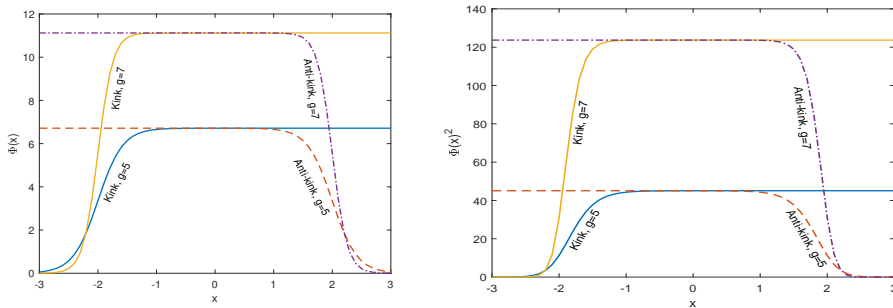 12
10
8
6
4
2
0
Φ(x)
-3 -2 -1 0 1 2 3
x
Kink, g=7
Kink, g=5
Anti-kink, g=7
Anti-kink, g=5
140
120
100
80
60
40
20
0
Φ(x)²
-3 -2 -1 0 1 2 3
x
Kink, g=7
Kink, g=5
Anti-kink, g=7
Anti-kink, g=5